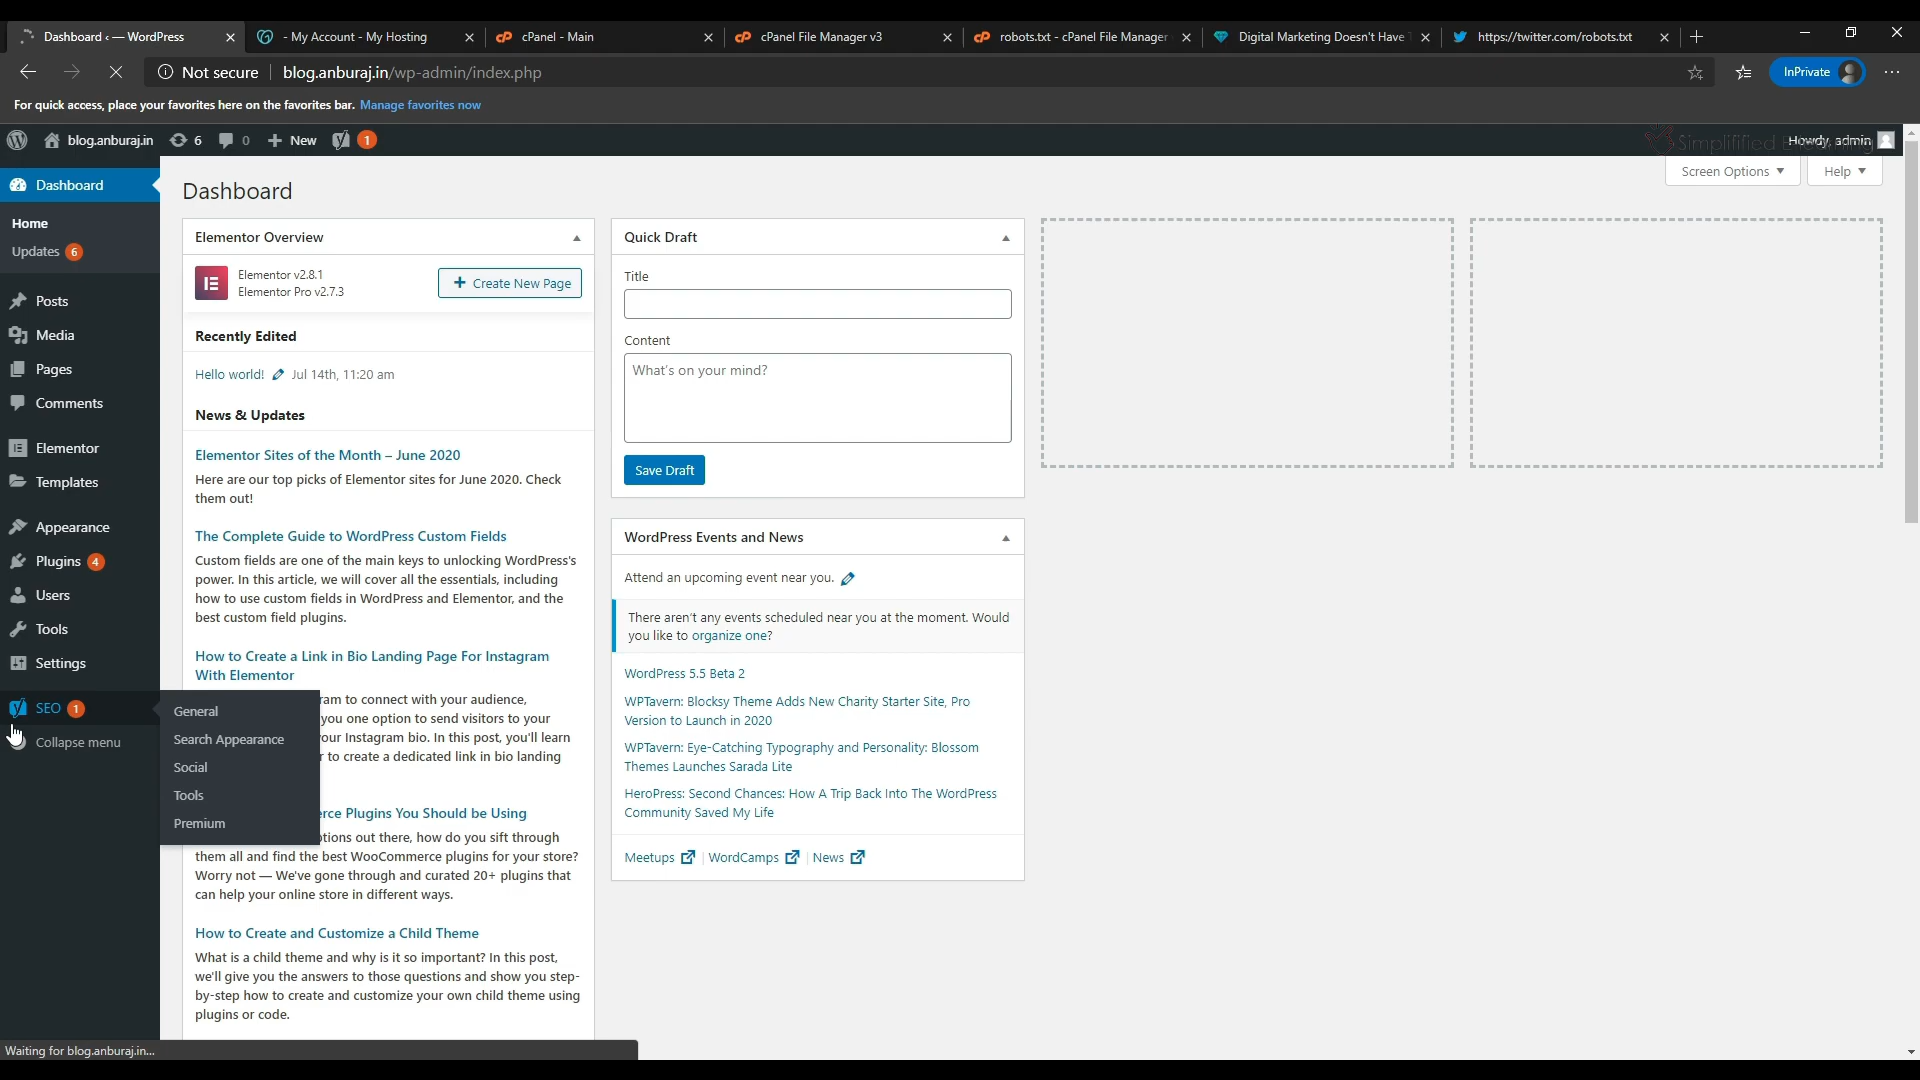 Dashboard ‹ — WordPress
- My Account - My Hosting
cPanel - Main
cPanel File Manager v3
robots.txt - cPanel File Manager
Digital Marketing Doesn't Have
https://twitter.com/robots.txt
Not secure
blog.anburaj.in/wp-admin/index.php
InPrivate
For quick access, place your favorites here on the favorites bar. Manage favorites now
blog.anburaj.in
6
0
New
1
Howdy, admin
Dashboard
Home
Updates 6
Posts
Media
Pages
Comments
Elementor
Templates
Appearance
Plugins 4
Users
Tools
Settings
SEO 1
Collapse menu
General
Search Appearance
Social
Tools
Premium
Screen Options
Help
Dashboard
Elementor Overview
Elementor v2.8.1
Elementor Pro v2.7.3
Create New Page
Recently Edited
Hello world! Jul 14th, 11:20 am
News & Updates
Elementor Sites of the Month – June 2020
Here are our top picks of Elementor sites for June 2020. Check
them out!
The Complete Guide to WordPress Custom Fields
Custom fields are one of the main keys to unlocking WordPress's
power. In this article, we will cover all the essentials, including
how to use custom fields in WordPress and Elementor, and the
best custom field plugins.
How to Create a Link in Bio Landing Page For Instagram
With Elementor
ram to connect with your audience,
you one option to send visitors to your
our Instagram bio. In this post, you'll learn
r to create a dedicated link in bio landing
rce Plugins You Should be Using
ptions out there, how do you sift through
them all and find the best WooCommerce plugins for your store?
Worry not — We've gone through and curated 20+ plugins that
can help your online store in different ways.
How to Create and Customize a Child Theme
What is a child theme and why is it so important? In this post,
we'll give you the answers to those questions and show you step-
by-step how to create and customize your own child theme using
plugins or code.
Quick Draft
Title
Content
What's on your mind?
Save Draft
WordPress Events and News
Attend an upcoming event near you.
There aren't any events scheduled near you at the moment. Would
you like to organize one?
WordPress 5.5 Beta 2
WPTavern: Blocksy Theme Adds New Charity Starter Site, Pro
Version to Launch in 2020
WPTavern: Eye-Catching Typography and Personality: Blossom
Themes Launches Sarada Lite
HeroPress: Second Chances: How A Trip Back Into The WordPress
Community Saved My Life
Meetups
WordCamps
News
Waiting for blog.anburaj.in...